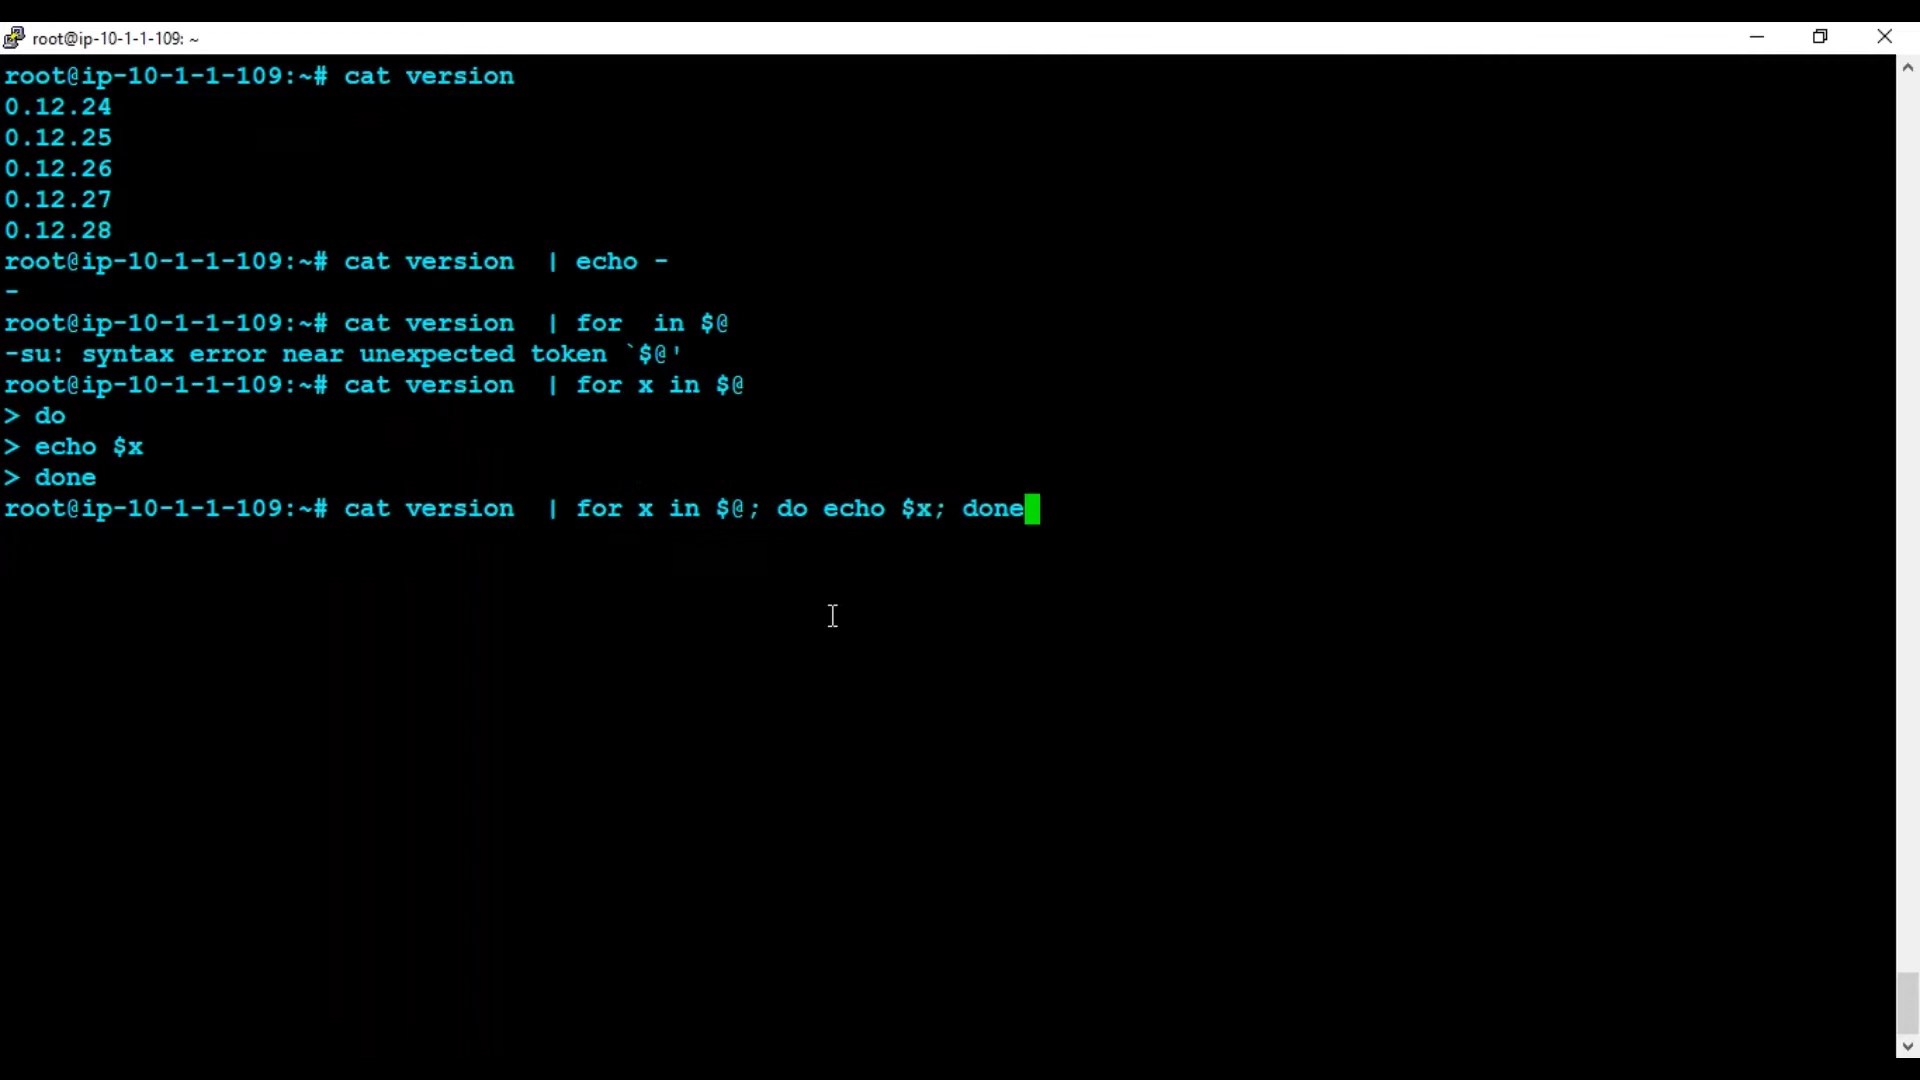 root@ip-10-1-1-109: ~
root@ip-10-1-1-109:~# cat version
0.12.24
0.12.25
0.12.26
0.12.27
0.12.28
root@ip-10-1-1-109:~# cat version  | echo -
-
root@ip-10-1-1-109:~# cat version  | for  in $@
-su: syntax error near unexpected token `$@'
root@ip-10-1-1-109:~# cat version  | for x in $@
> do
> echo $x
> done
root@ip-10-1-1-109:~# cat version  | for x in $@; do echo $x; done